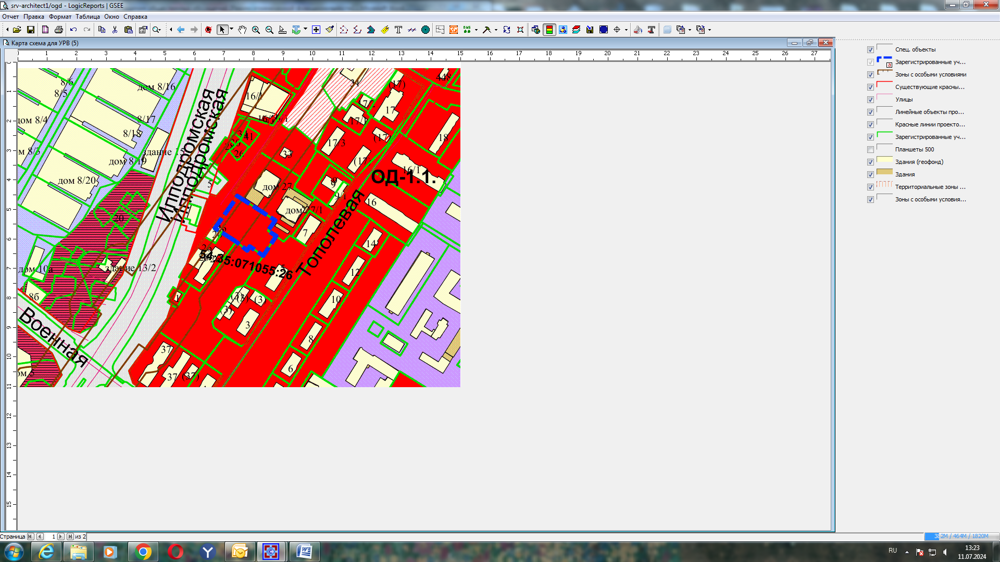 srv-architect1/ogd - LogicReports | GSEE
Отчет Правка Формат Таблица Окно Справка
Карта схема для УРВ (5)
0 1 2 3 4 5 6 7 8 9 10 11 12 13 14 15 16 17 18 19 20 21 22 23 24 25 26 27
0
1
2
3
4
5
6
7
8
9
10
11
12
13
14
15
8/6
8/5
дом 8/16
дом 8/4
8/17
8/18
м 8/3
дом 8/19
здание 15
дом 8/20
Ипподромская
Ипподромская
16/1
31
(17)
448
17
17/1
(17)
17/3
18
(17)
41
26
33
16/1
ОД-1.1.
дом 27
9
9/1
16
5
дом 27/1
7
20
Тополевая
54:35:071055:26
5
14
12
10
8
6
дом 10а
здание 13/2
8б
Военная
1
(3)
(3)
(3)
(3)
3
37
37
(37)
Спец. объекты
Зарегистрированные уч...
Зоны с особыми условиями
Существующие красны...
Улицы
Линейные объекты про...
Красные линии проекто...
Зарегистрированные уч...
Планшеты 500
Здания (геофонд)
Здания
Территориальные зоны ...
Зоны с особыми условия...
Страница 1 из 2
382M / 464M / 1820M
RU
13:23
11.07.2024